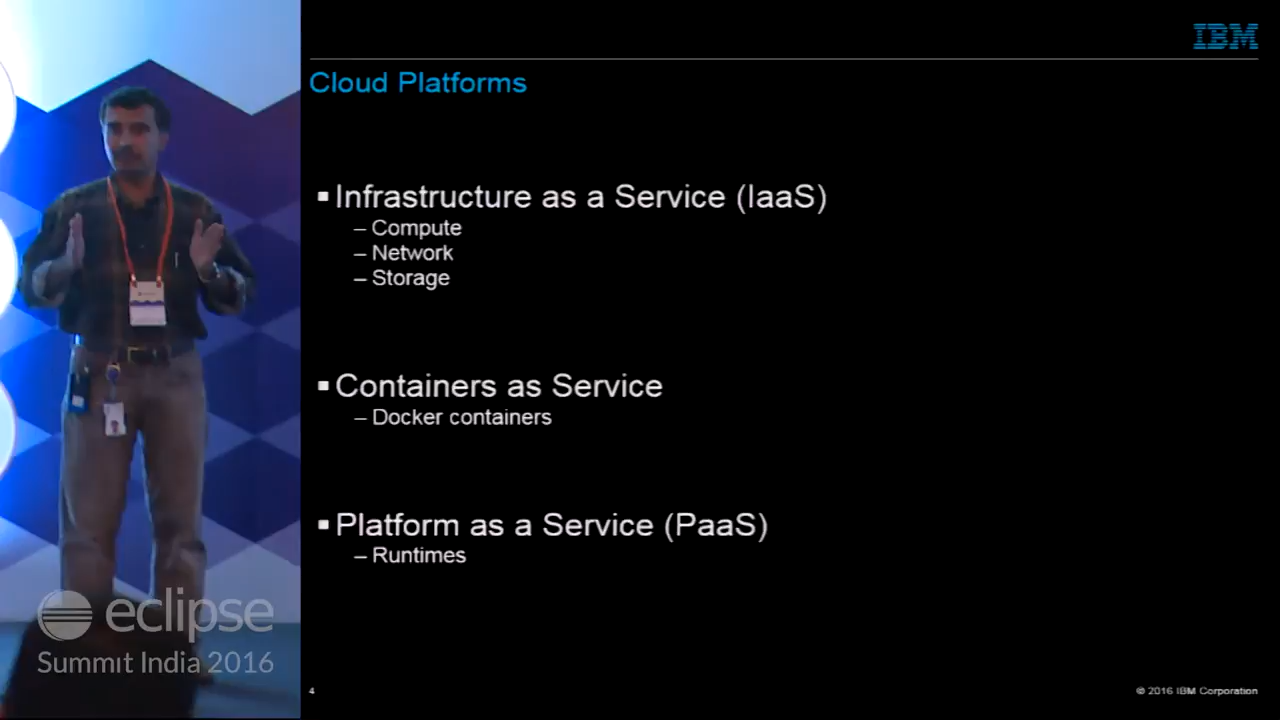 IBM
Cloud Platforms
▪ Infrastructure as a Service (IaaS)
– Compute
– Network
– Storage
▪ Containers as Service
– Docker containers
▪ Platform as a Service (PaaS)
– Runtimes
eclipse
Summit India 2016
4
© 2016 IBM Corporation